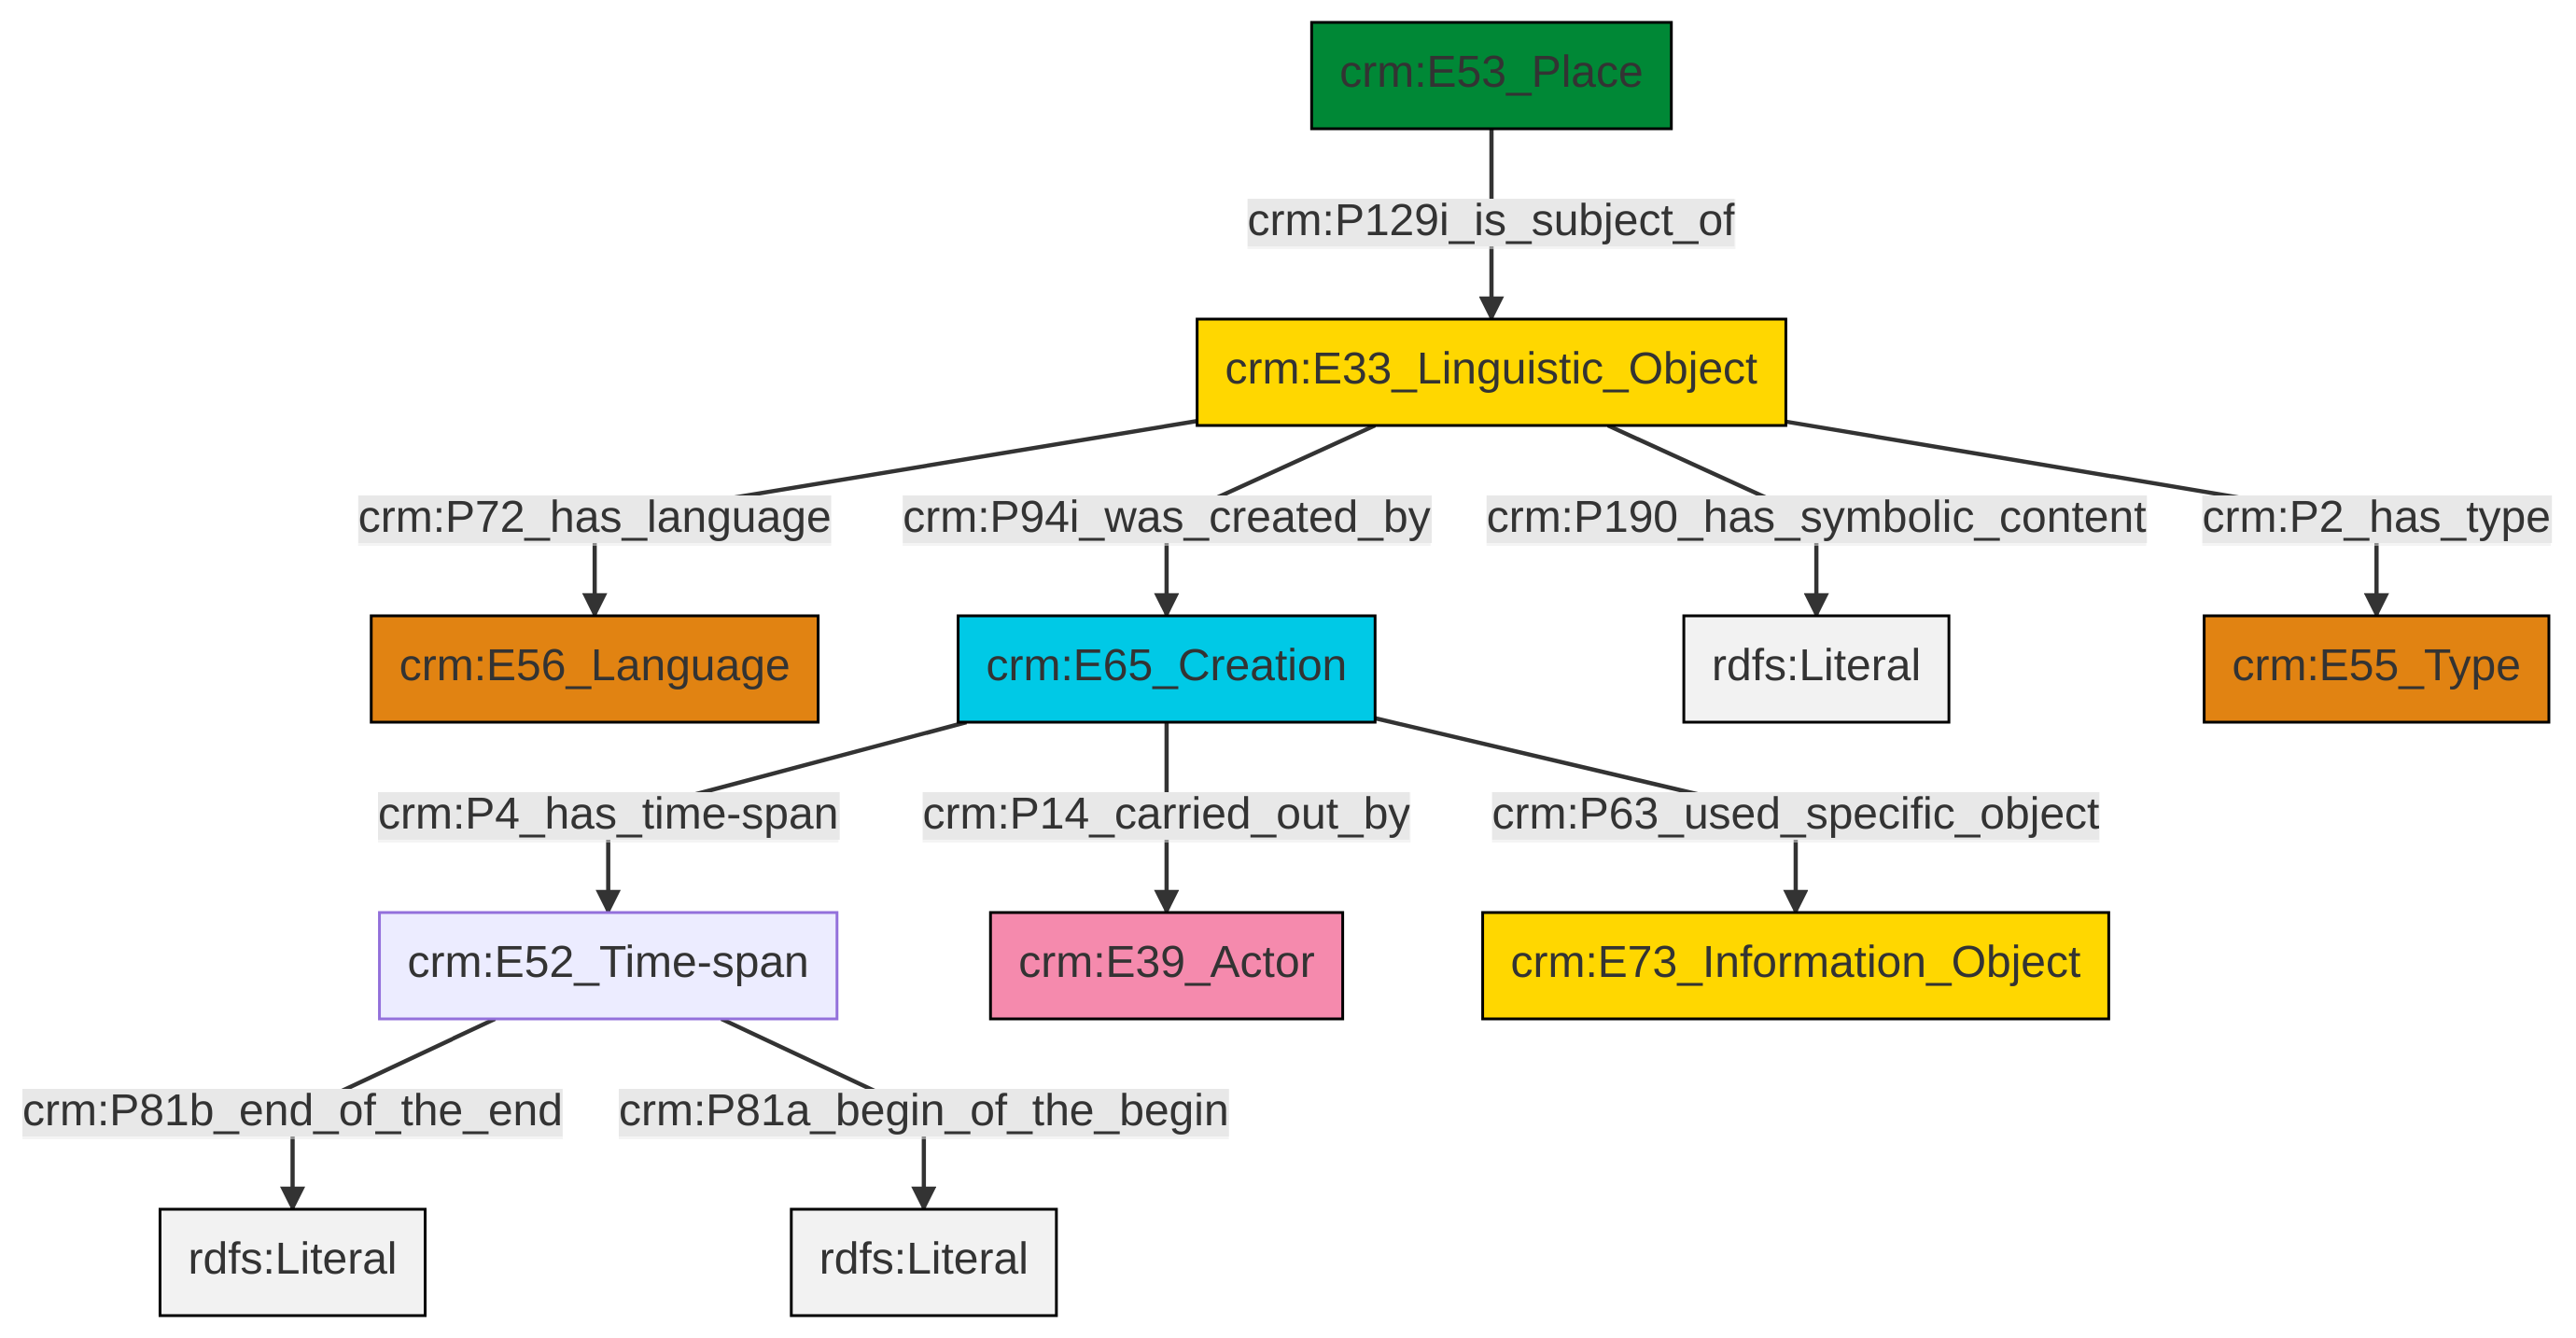 crm:E53_Place
crm:P129i_is_subject_of
crm:E33_Linguistic_Object
crm:P72_has_language
crm:P94i_was_created_by
crm:P190_has_symbolic_content
crm:P2_has_type
crm:E56_Language
crm:E65_Creation
rdfs:Literal
crm:E55_Type
crm:P4_has_time-span
crm:P14_carried_out_by
crm:P63_used_specific_object
crm:E52_Time-span
crm:E39_Actor
crm:E73_Information_Object
crm:P81b_end_of_the_end
crm:P81a_begin_of_the_begin
rdfs:Literal
rdfs:Literal